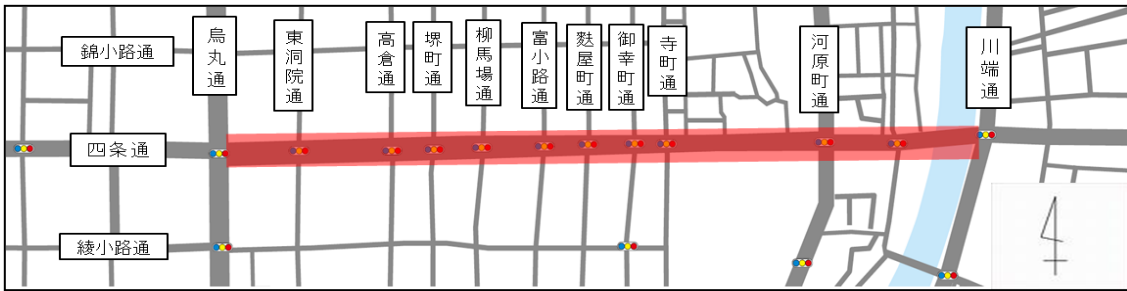 錦小路通
四条通
綾小路通
烏丸通
東洞院通
高倉通
堺町通
柳馬場通
富小路通
麩屋町通
御幸町通
寺町通
河原町通
川端通